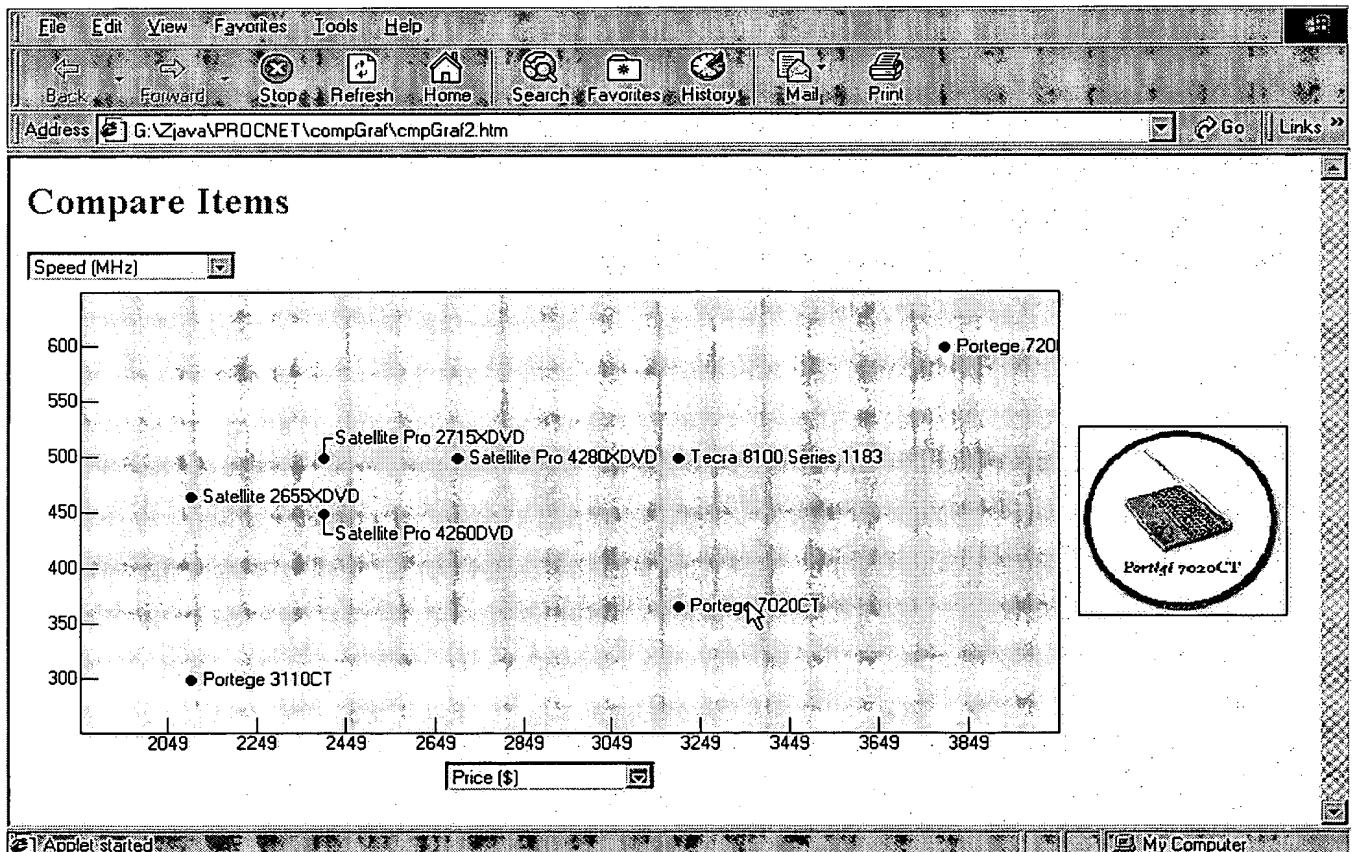 File Edit View Favorites Tools Help
Back Forward Stop Refresh Home Search Favorites History Mail Print
Address G:\Zjava\PROCNET\compGraf\cmpGraf2.htm Go Links »
Compare Items
Speed (MHz)
600
Portege 720
550
Satellite Pro 2715XDVD
500
Satellite Pro 4280XDVD
Tecra 8100 Series 1183
Satellite 2655XDVD
450
Satellite Pro 4260DVD
400
Portege 7020CT
350
300
Portege 3110CT
2049 2249 2449 2649 2849 3049 3249 3449 3649 3849
Price ($)
7020CT
Applet started My Computer